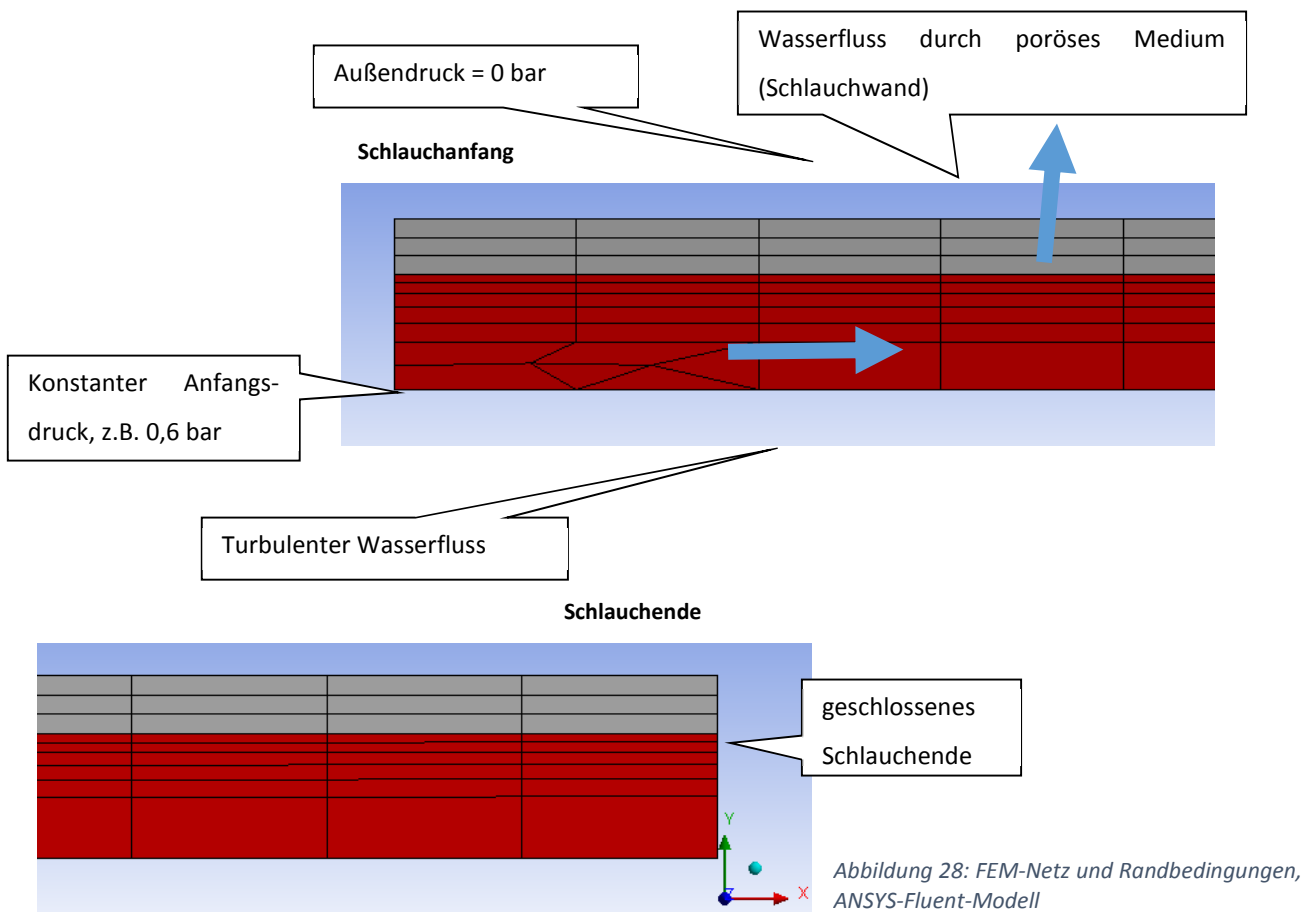 Wasserfluss durch poröses Medium
(Schlauchwand)
Außendruck = 0 bar
Schlauchanfang
Konstanter Anfangs-
druck, z.B. 0,6 bar
Turbulenter Wasserfluss
Schlauchende
geschlossenes
Schlauchende
Y
Z
X
Abbildung 28: FEM-Netz und Randbedingungen,
ANSYS-Fluent-Modell